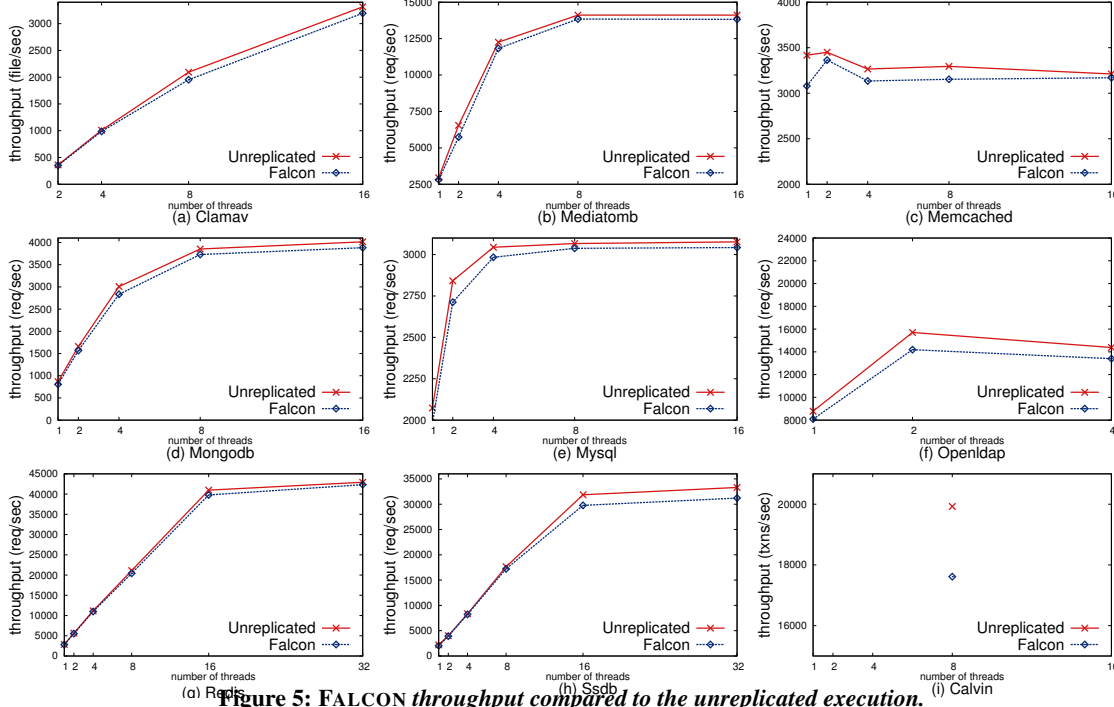 throughput (file/sec)
3000
2500
2000
1500
1000
500
0
Unreplicated
Falcon
2
4
8
16
number of threads
(a) Clamav
throughput (req/sec)
15000
12500
10000
7500
5000
2500
Unreplicated
Falcon
1
2
4
8
16
number of threads
(b) Mediatomb
throughput (req/sec)
4000
3600
3200
2800
2400
2000
Unreplicated
Falcon
1
2
4
8
16
number of threads
(c) Memcached
throughput (req/sec)
4000
3500
3000
2500
2000
1500
1000
500
0
Unreplicated
Falcon
1
2
4
8
16
number of threads
(d) Mongodb
throughput (req/sec)
3000
2750
2500
2250
2000
Unreplicated
Falcon
1
2
4
8
16
number of threads
(e) Mysql
throughput (req/sec)
24000
22000
20000
18000
16000
14000
12000
10000
8000
Unreplicated
Falcon
1
2
4
number of threads
(f) Openldap
throughput (req/sec)
45000
40000
35000
30000
25000
20000
15000
10000
5000
0
Unreplicated
Falcon
1
2
4
8
16
32
(g) Redis
throughput (req/sec)
35000
30000
25000
20000
15000
10000
5000
0
Unreplicated
Falcon
1
2
4
8
16
32
(h) Ssdb
throughput (txns/sec)
20000
18000
16000
Unreplicated
Falcon
1
2
4
8
16
(i) Calvin
Figure 5: FALCON throughput compared to the unreplicated execution.